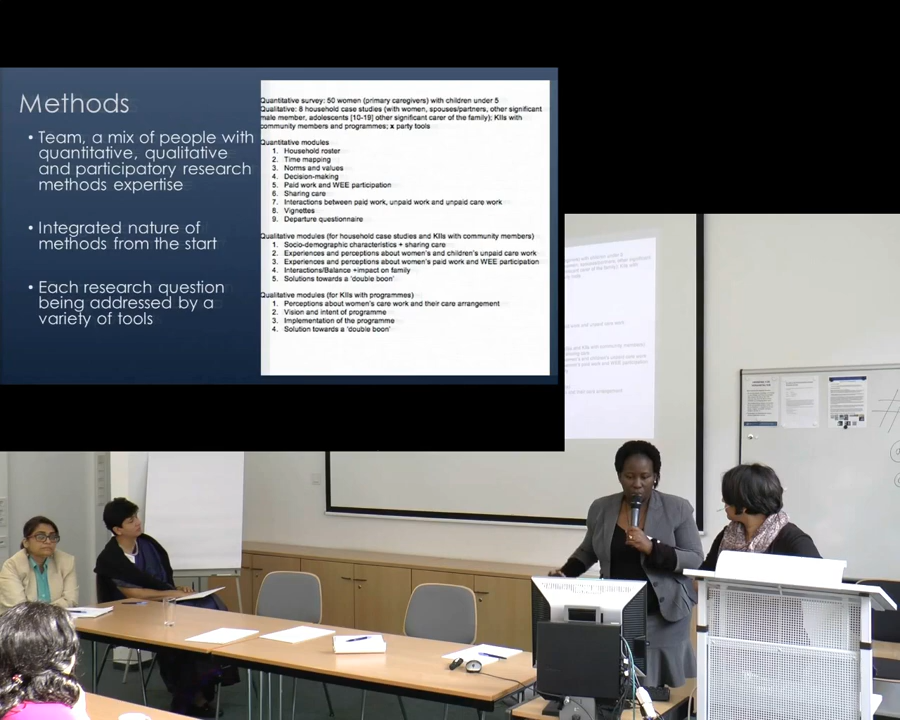 Methods
• Team, a mix of people with
quantitative, qualitative
and participatory research
methods expertise
• Integrated nature of
methods from the start
• Each research question
being addressed by a
variety of tools
Quantitative survey: 50 women (primary caregivers) with children under 5
Qualitative: 8 household case studies (with women, spouses/partners, other significant
male member, adolescents [10-19] other significant carer of the family); KIIs with
community members and programmes; x party tools
Quantitative modules
1. Household roster
2. Time mapping
3. Norms and values
4. Decision-making
5. Paid work and WEE participation
6. Sharing care
7. Interactions between paid work, unpaid work and unpaid care work
8. Vignettes
9. Departure questionnaire
Qualitative modules (for household case studies and KIIs with community members)
1. Socio-demographic characteristics + sharing care
2. Experiences and perceptions about women's and children's unpaid care work
3. Experiences and perceptions about women's paid work and WEE participation
4. Interactions/Balance +impact on family
5. Solutions towards a 'double boon'
Qualitative modules (for KIIs with programmes)
1. Perceptions about women's care work and their care arrangement
2. Vision and intent of programme
3. Implementation of the programme
4. Solution towards a 'double boon'